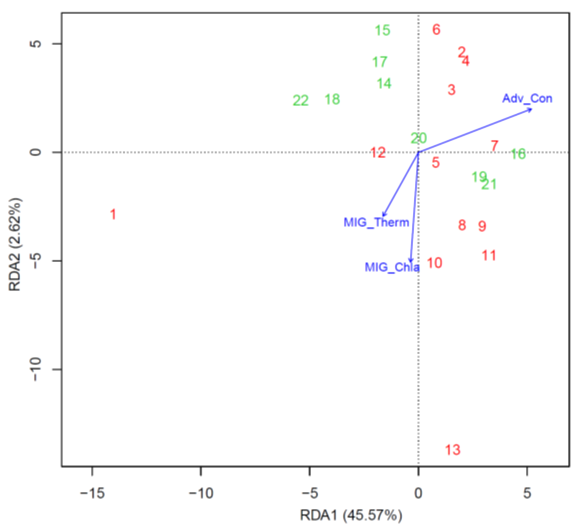 15 6
17 2
4
14 3
22 18 Adv_Con
20
12 7 16
5
19
21
1
MIG_Therm 8 9
MIG_Chla 10 11
13
5
0
−5
−10
RDA2 (2.62%)
−15 −10 −5 0 5
RDA1 (45.57%)